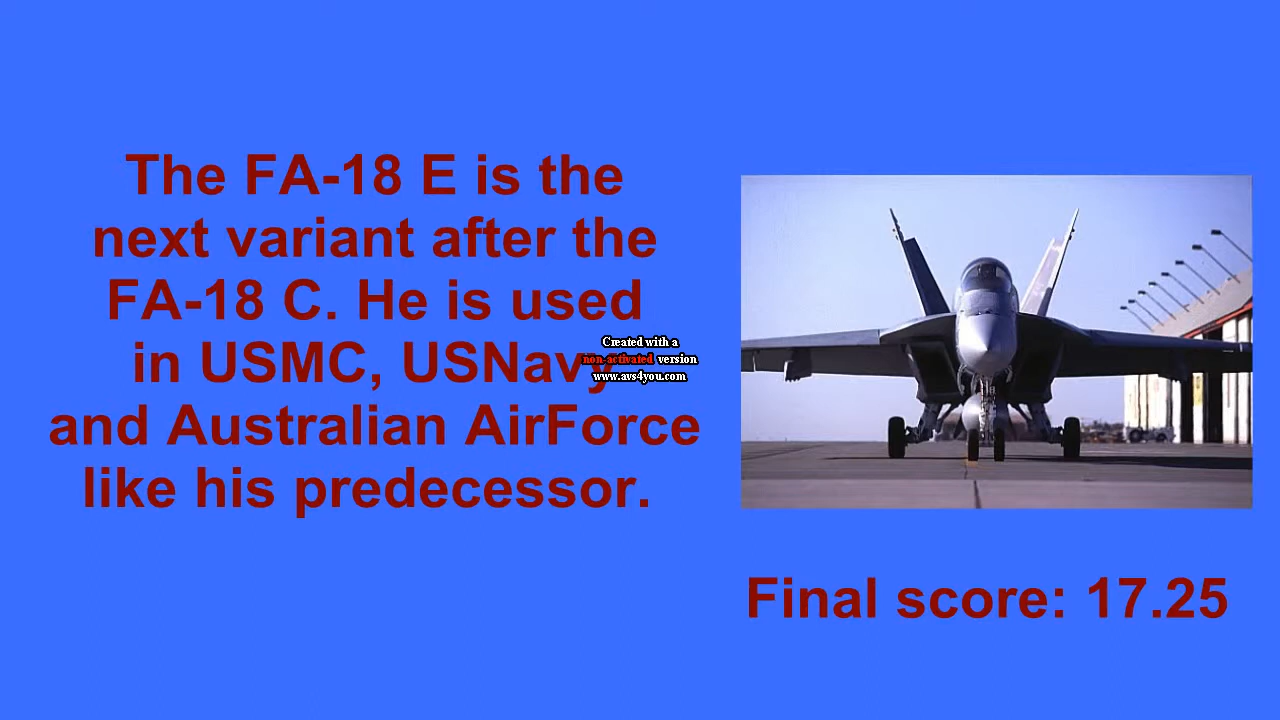 The FA-18 E is the
next variant after the
FA-18 C. He is used
in USMC, USNavy
and Australian AirForce
like his predecessor.
Created with a
non-activated version
www.avs4you.com
Final score: 17.25